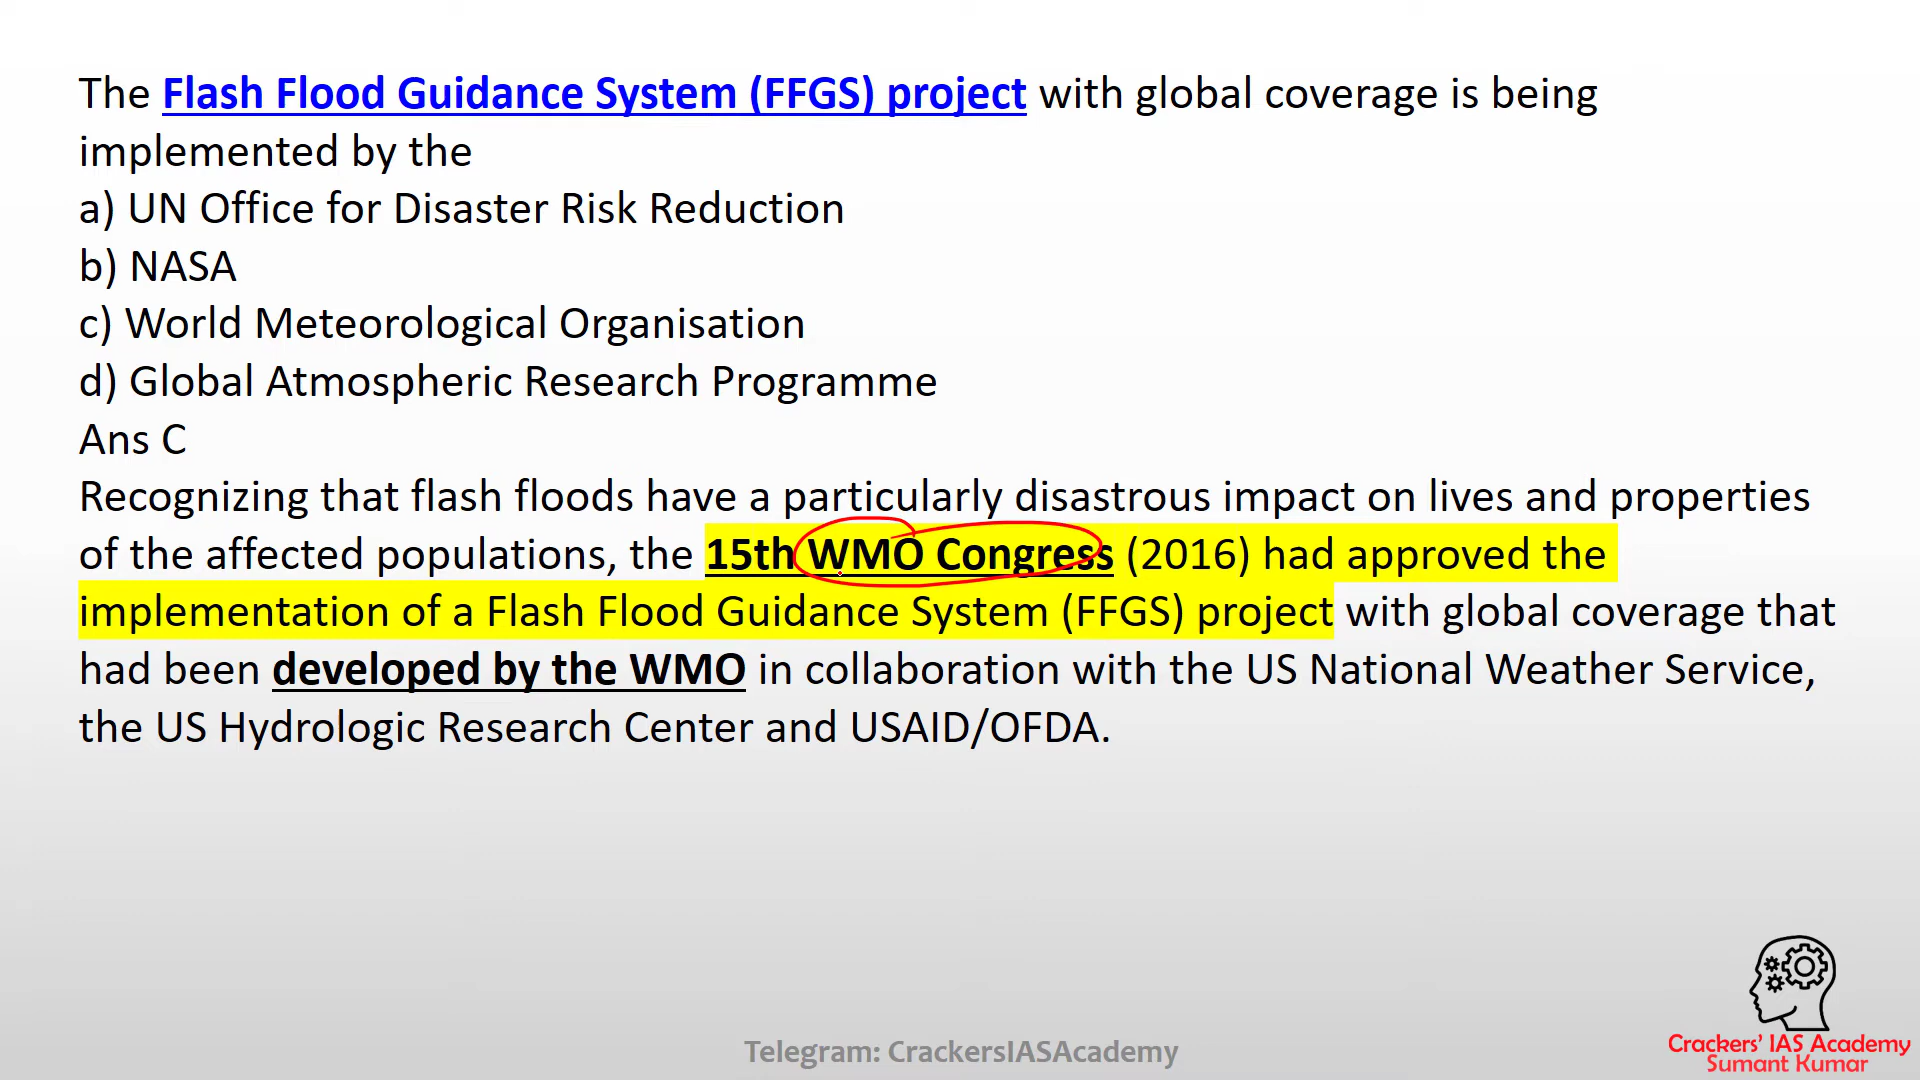 The Flash Flood Guidance System (FFGS) project with global coverage is being
implemented by the
a) UN Office for Disaster Risk Reduction
b) NASA
c) World Meteorological Organisation
d) Global Atmospheric Research Programme
Ans C
Recognizing that flash floods have a particularly disastrous impact on lives and properties
of the affected populations, the 15th WMO Congress (2016) had approved the
implementation of a Flash Flood Guidance System (FFGS) project with global coverage that
had been developed by the WMO in collaboration with the US National Weather Service,
the US Hydrologic Research Center and USAID/OFDA.
Telegram: CrackersIASAcademy
Crackers' IAS Academy
Sumant Kumar